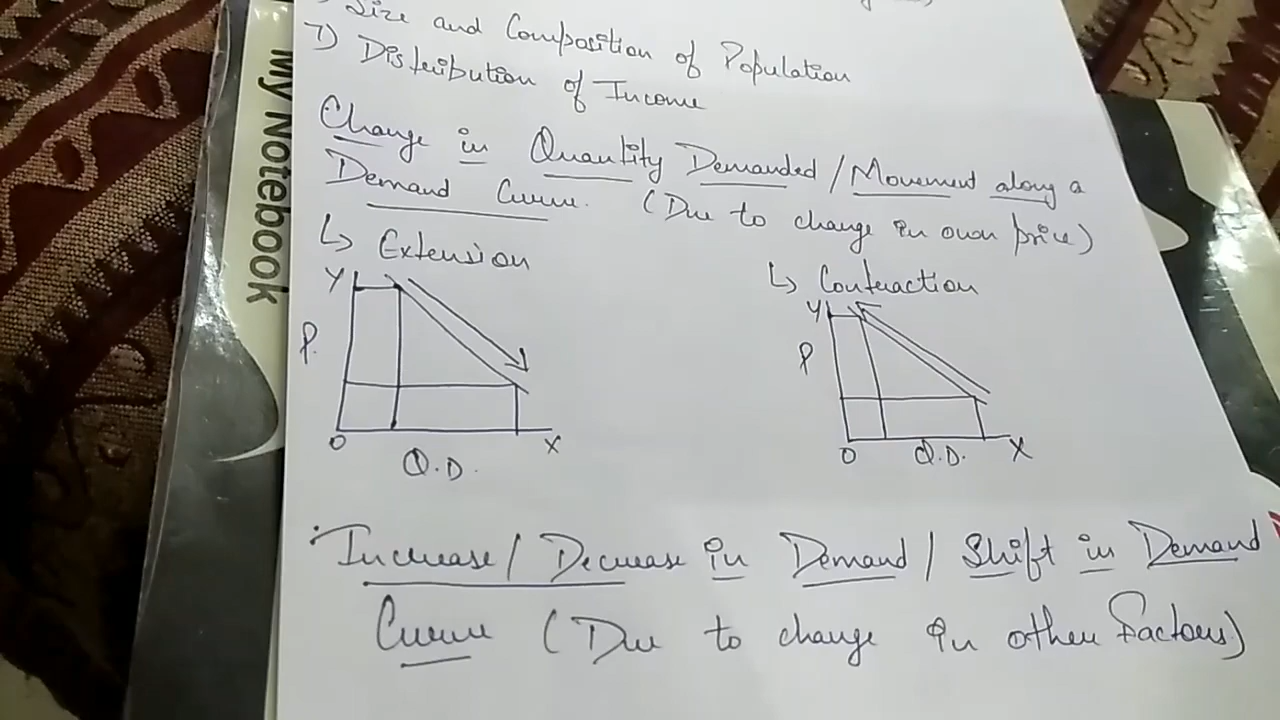 Size and Composition of Population
7) Distribution of Income
Change in Quantity Demanded / Movement along a
Demand Curve. (Due to change in own price)
↳ Extension
↳ Contraction
Y
P.
O
Q.D.
X
Y
P
O
Q.D.
X
Increase / Decrease in Demand / Shift in Demand
Curve (Due to change in other Factors)
My Notebook